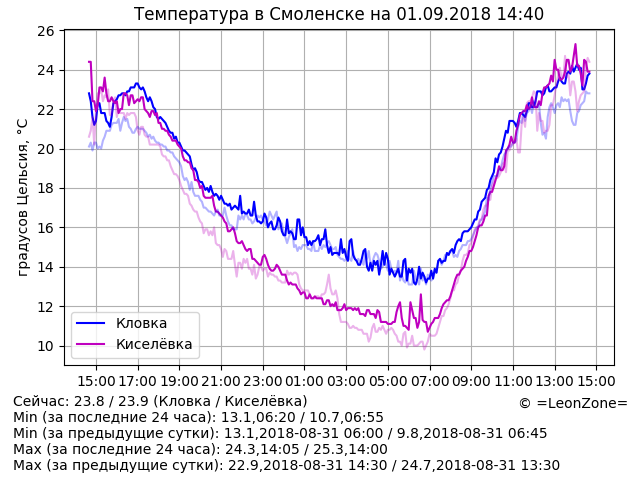 Температура в Смоленске на 01.09.2018 14:40
градусов Цельсия, °C
26
24
22
20
18
16
14
12
10
Кловка
Киселёвка
15:00 17:00 19:00 21:00 23:00 01:00 03:00 05:00 07:00 09:00 11:00 13:00 15:00
Сейчас: 23.8 / 23.9 (Кловка / Киселёвка)
© =LeonZone=
Min (за последние 24 часа): 13.1,06:20 / 10.7,06:55
Min (за предыдущие сутки): 13.1,2018-08-31 06:00 / 9.8,2018-08-31 06:45
Max (за последние 24 часа): 24.3,14:05 / 25.3,14:00
Max (за предыдущие сутки): 22.9,2018-08-31 14:30 / 24.7,2018-08-31 13:30